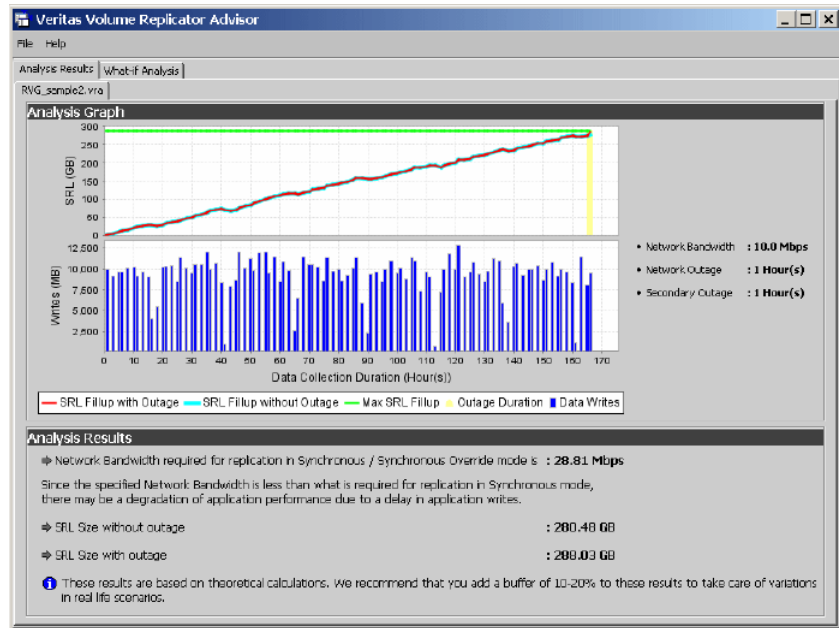 Veritas Volume Replicator Advisor
File Help
Analysis Results What-if Analysis
RVG_sample2.vra
Analysis Graph
300
250
200
150
100
50
0
SRL (GB)
12,500
10,000
7,500
5,000
2,500
Writes (MB)
0 10 20 30 40 50 60 70 80 90 100 110 120 130 140 150 160 170
Data Collection Duration (Hour(s))
• Network Bandwidth : 10.0 Mbps
• Network Outage : 1 Hour(s)
• Secondary Outage : 1 Hour(s)
SRL Fillup with Outage SRL Fillup without Outage Max SRL Fillup Outage Duration Data Writes
Analysis Results
Network Bandwidth required for replication in Synchronous / Synchronous Override mode is : 28.81 Mbps
Since the specified Network Bandwidth is less than what is required for replication in Synchronous mode,
there may be a degradation of application performance due to a delay in application writes.
SRL Size without outage : 280.48 GB
SRL Size with outage : 288.03 GB
These results are based on theoretical calculations. We recommend that you add a buffer of 10-20% to these results to take care of variations
in real life scenarios.